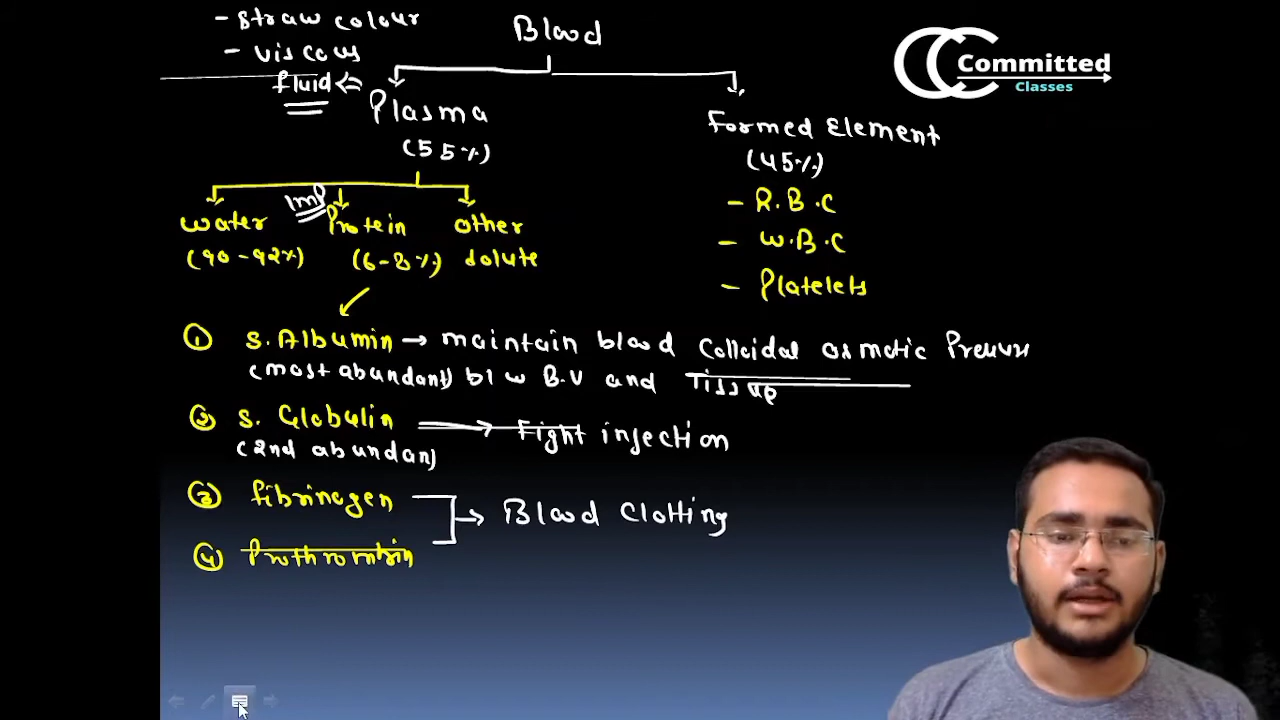 - Straw colour
- Viscous
fluid
Blood
CC Committed
Classes
Plasma
(55%)
Formed Element
(45%)
- R.B.C
- W.B.C
- Platelets
Imp
water Protein other
(90-92%) (6-8%) solute
① S.Albumin → maintain blood Colloidal osmotic Pressure
(most abundant) b/w B.V and Tissue
② S. Globulin → Fight injection
(2nd abundant)
③ fibrinogen
④ Prothrombin
Blood Clotting